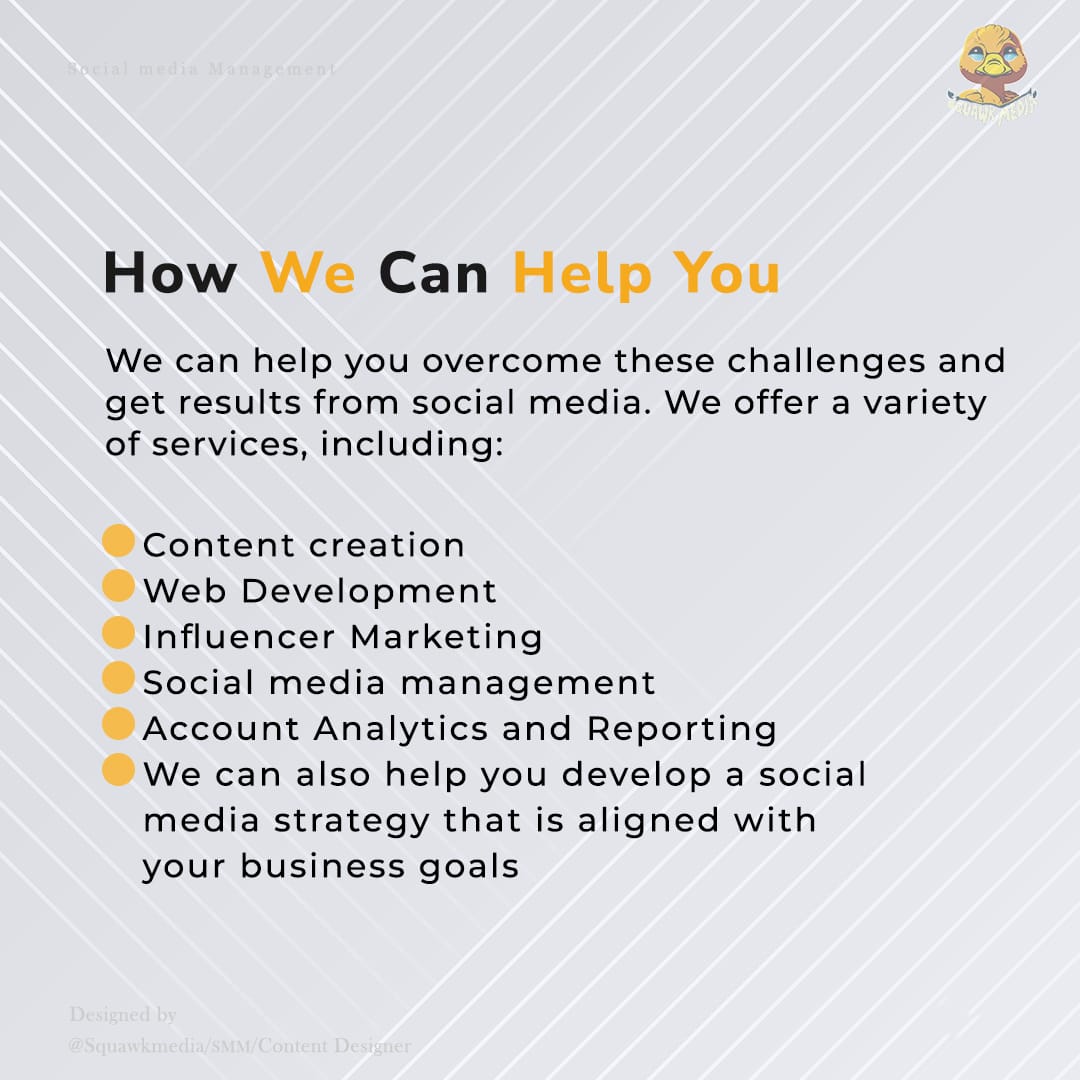 Social media Management
SQUAWK MEDIA
How We Can Help You
We can help you overcome these challenges and
get results from social media. We offer a variety
of services, including:
Content creation
Web Development
Influencer Marketing
Social media management
Account Analytics and Reporting
We can also help you develop a social
media strategy that is aligned with
your business goals
Designed by
@Squawkmedia/SMM/Content Designer